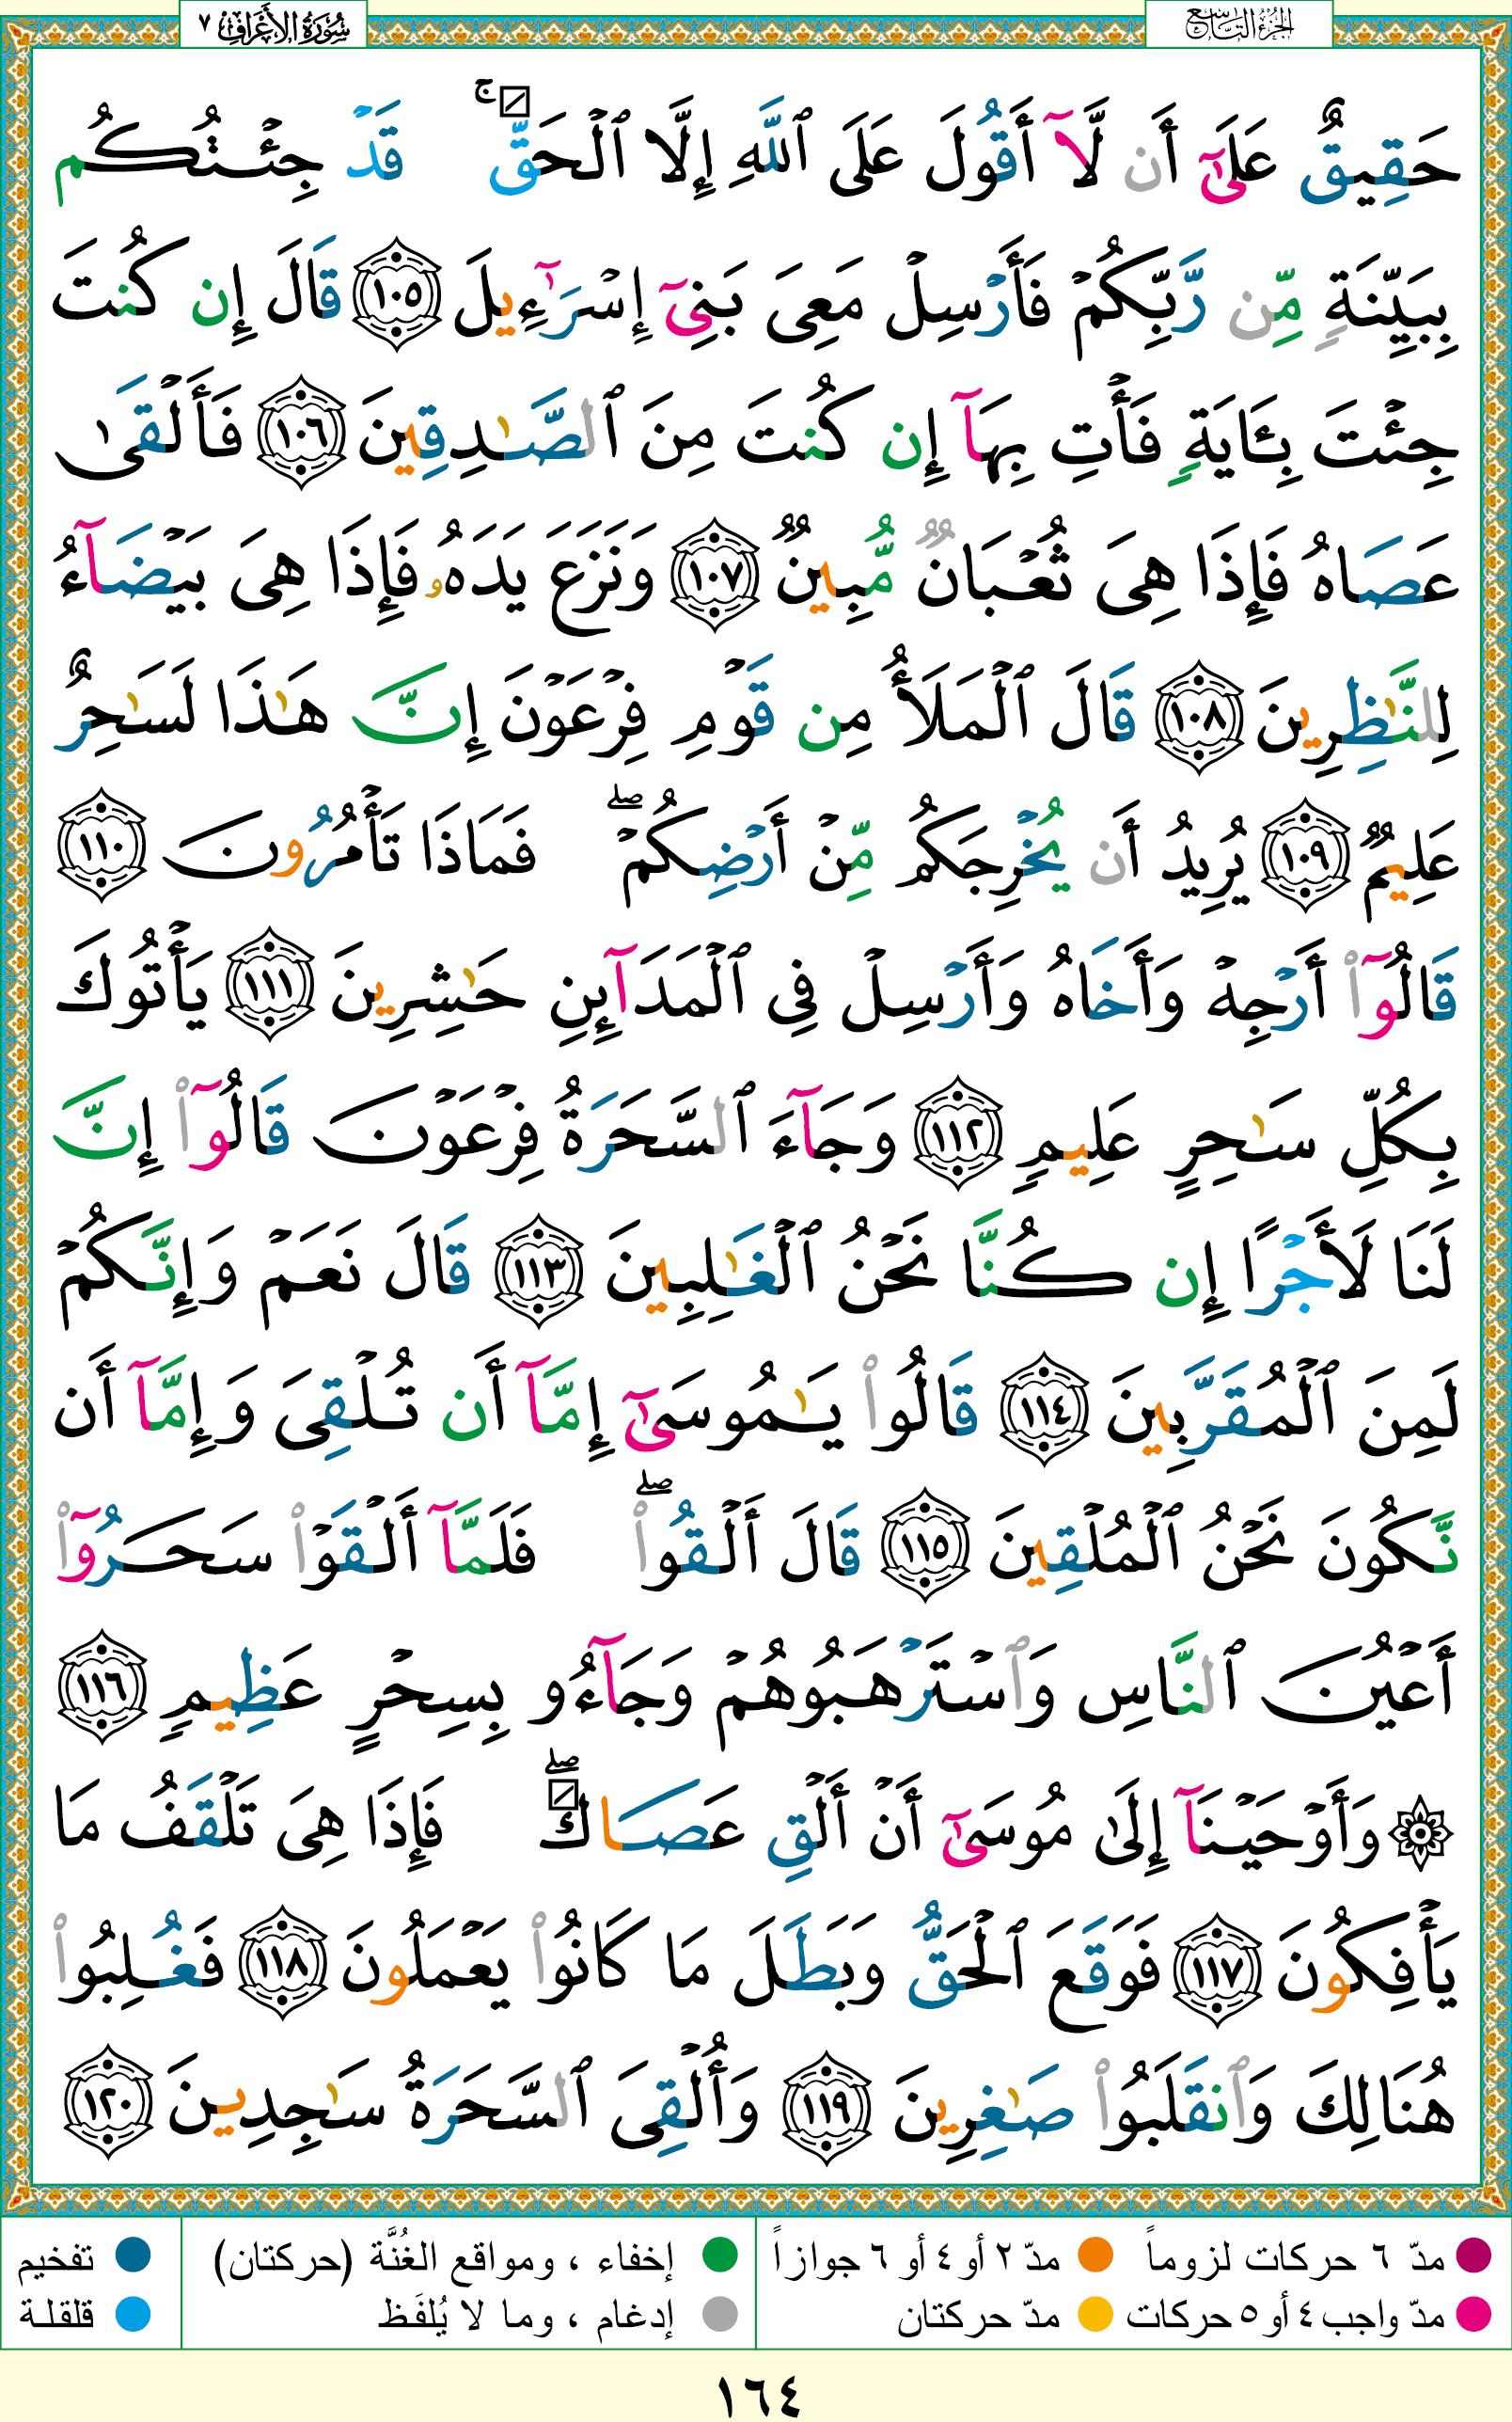 الجزء التاسع
سورة الأعراف ٧
حَقِيقٌ عَلَىٰٓ أَن لَّآ أَقُولَ عَلَى ٱللَّهِ إِلَّا ٱلۡحَقَّۚ قَدۡ جِئۡتُكُم
بِبَيِّنَةٖ مِّن رَّبِّكُمۡ فَأَرۡسِلۡ مَعِيَ بَنِيٓ إِسۡرَٰٓءِيلَ ١٠٥ قَالَ إِن كُنتَ
جِئۡتَ بِـَٔايَةٖ فَأۡتِ بِهَآ إِن كُنتَ مِنَ ٱلصَّٰدِقِينَ ١٠٦ فَأَلۡقَىٰ
عَصَاهُ فَإِذَا هِيَ ثُعۡبَانٞ مُّبِينٞ ١٠٧ وَنَزَعَ يَدَهُۥ فَإِذَا هِيَ بَيۡضَآءُ
لِلنَّٰظِرِينَ ١٠٨ قَالَ ٱلۡمَلَأُ مِن قَوۡمِ فِرۡعَوۡنَ إِنَّ هَٰذَا لَسَٰحِرٌ
عَلِيمٞ ١٠٩ يُرِيدُ أَن يُخۡرِجَكُم مِّنۡ أَرۡضِكُمۡۖ فَمَاذَا تَأۡمُرُونَ ١١٠
قَالُوٓاْ أَرۡجِهۡ وَأَخَاهُ وَأَرۡسِلۡ فِي ٱلۡمَدَآئِنِ حَٰشِرِينَ ١١١ يَأۡتُوكَ
بِكُلِّ سَٰحِرٍ عَلِيمٖ ١١٢ وَجَآءَ ٱلسَّحَرَةُ فِرۡعَوۡنَ قَالُوٓاْ إِنَّ
لَنَا لَأَجۡرًا إِن كُنَّا نَحۡنُ ٱلۡغَٰلِبِينَ ١١٣ قَالَ نَعَمۡ وَإِنَّكُمۡ
لَمِنَ ٱلۡمُقَرَّبِينَ ١١٤ قَالُواْ يَٰمُوسَىٰٓ إِمَّآ أَن تُلۡقِيَ وَإِمَّآ أَن
نَّكُونَ نَحۡنُ ٱلۡمُلۡقِينَ ١١٥ قَالَ أَلۡقُواْۖ فَلَمَّآ أَلۡقَوۡاْ سَحَرُوٓاْ
أَعۡيُنَ ٱلنَّاسِ وَٱسۡتَرۡهَبُوهُمۡ وَجَآءُو بِسِحۡرٍ عَظِيمٖ ١١٦
۞ وَأَوۡحَيۡنَآ إِلَىٰ مُوسَىٰٓ أَنۡ أَلۡقِ عَصَاكَۖ فَإِذَا هِيَ تَلۡقَفُ مَا
يَأۡفِكُونَ ١١٧ فَوَقَعَ ٱلۡحَقُّ وَبَطَلَ مَا كَانُواْ يَعۡمَلُونَ ١١٨ فَغُلِبُواْ
هُنَالِكَ وَٱنقَلَبُواْ صَٰغِرِينَ ١١٩ وَأُلۡقِيَ ٱلسَّحَرَةُ سَٰجِدِينَ ١٢٠
مدّ ٦ حركات لزوماً مدّ ٢ أو ٤ أو ٦ جوازاً إخفاء ، ومواقع الغُنَّة (حركتان) تفخيم
مدّ واجب ٤ أو ٥ حركات مدّ حركتان إدغام ، وما لا يُلفَظ قلقلة
١٦٤